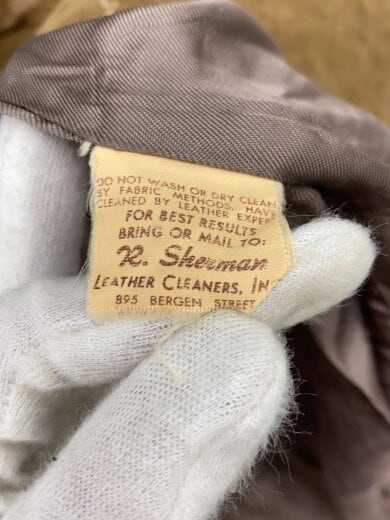 DO NOT WASH OR DRY CLEAN
BY FABRIC METHODS. HAVE
CLEANED BY LEATHER EXPER
FOR BEST RESULTS
BRING OR MAIL TO:
R. Sherman
LEATHER CLEANERS, IN
895 BERGEN STREET